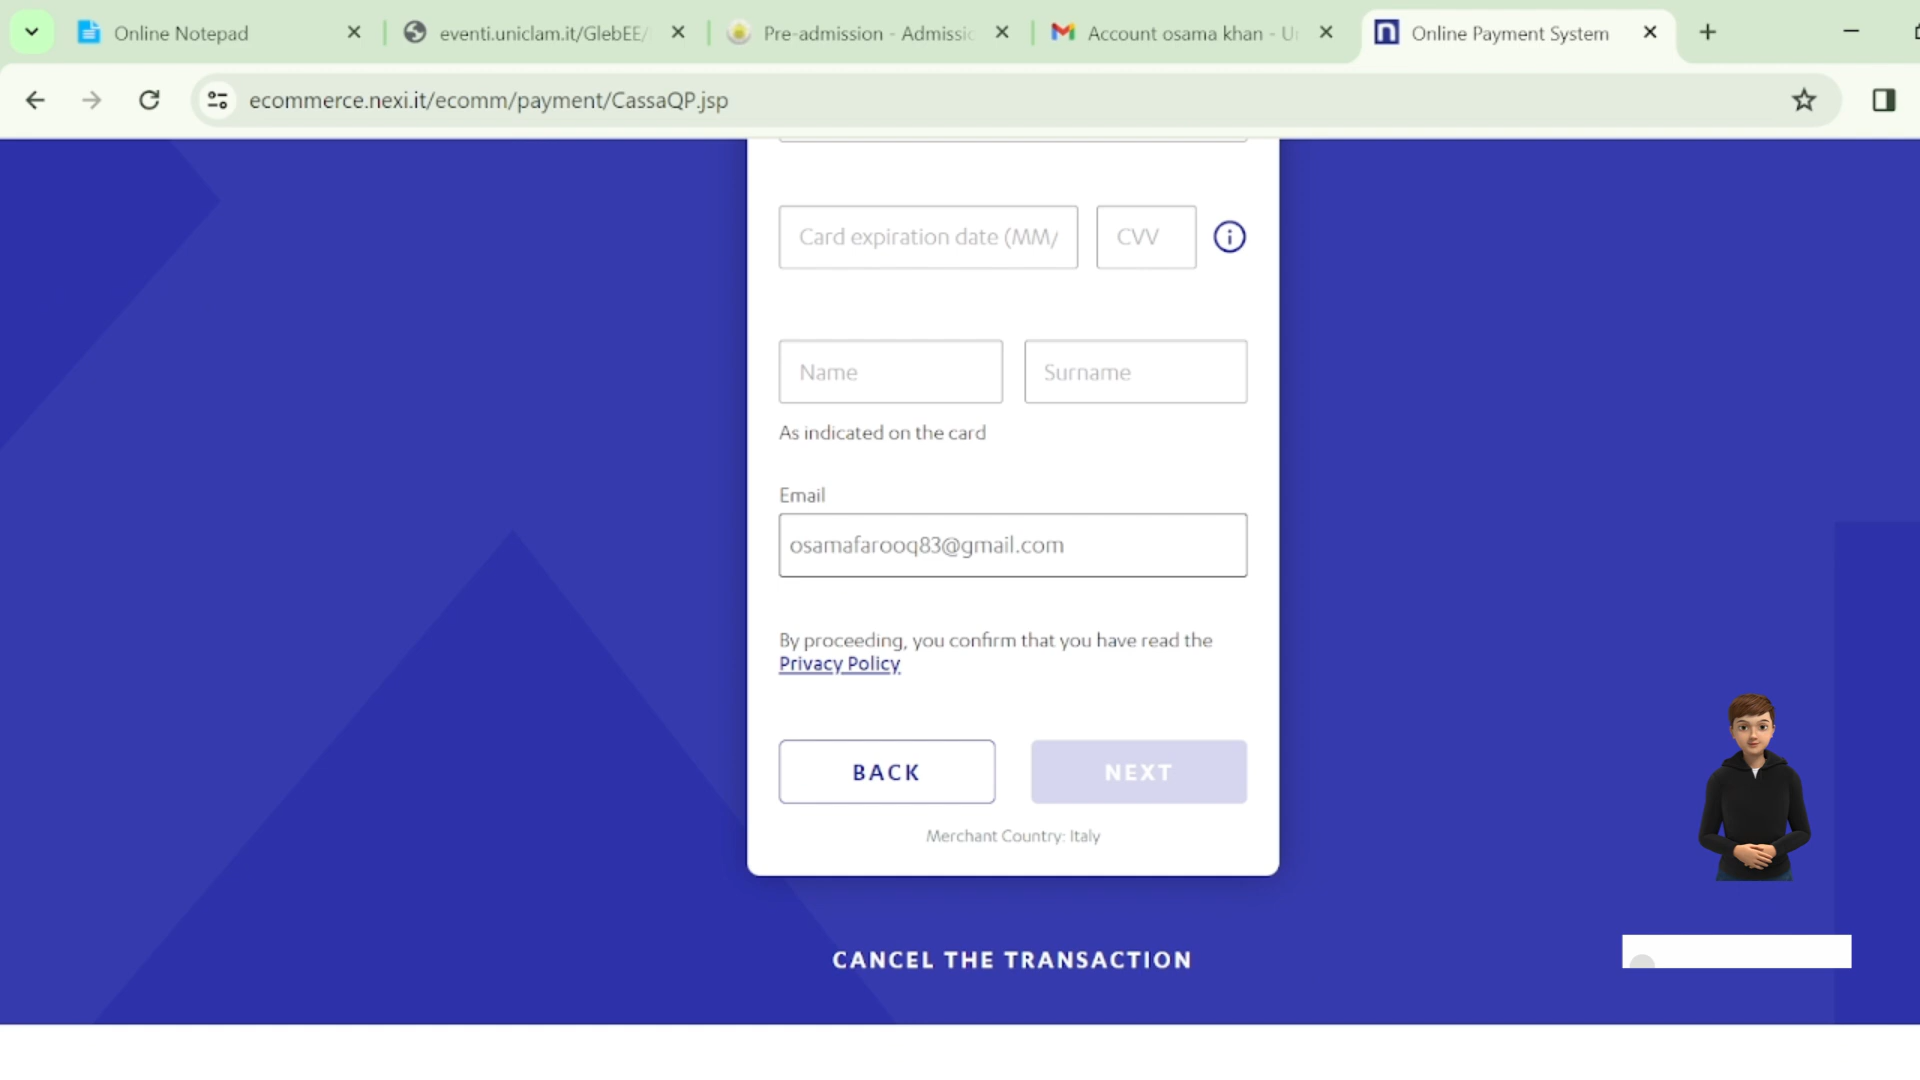 Online Notepad
eventi.uniclam.it/GlebEE/
Pre-admission - Admissic
Account osama khan - U
Online Payment System
ecommerce.nexi.it/ecomm/payment/CassaQP.jsp
Card expiration date (MM/
CVV
Name
Surname
As indicated on the card
Email
osamafarooq83@gmail.com
By proceeding, you confirm that you have read the
Privacy Policy
BACK
NEXT
Merchant Country: Italy
CANCEL THE TRANSACTION